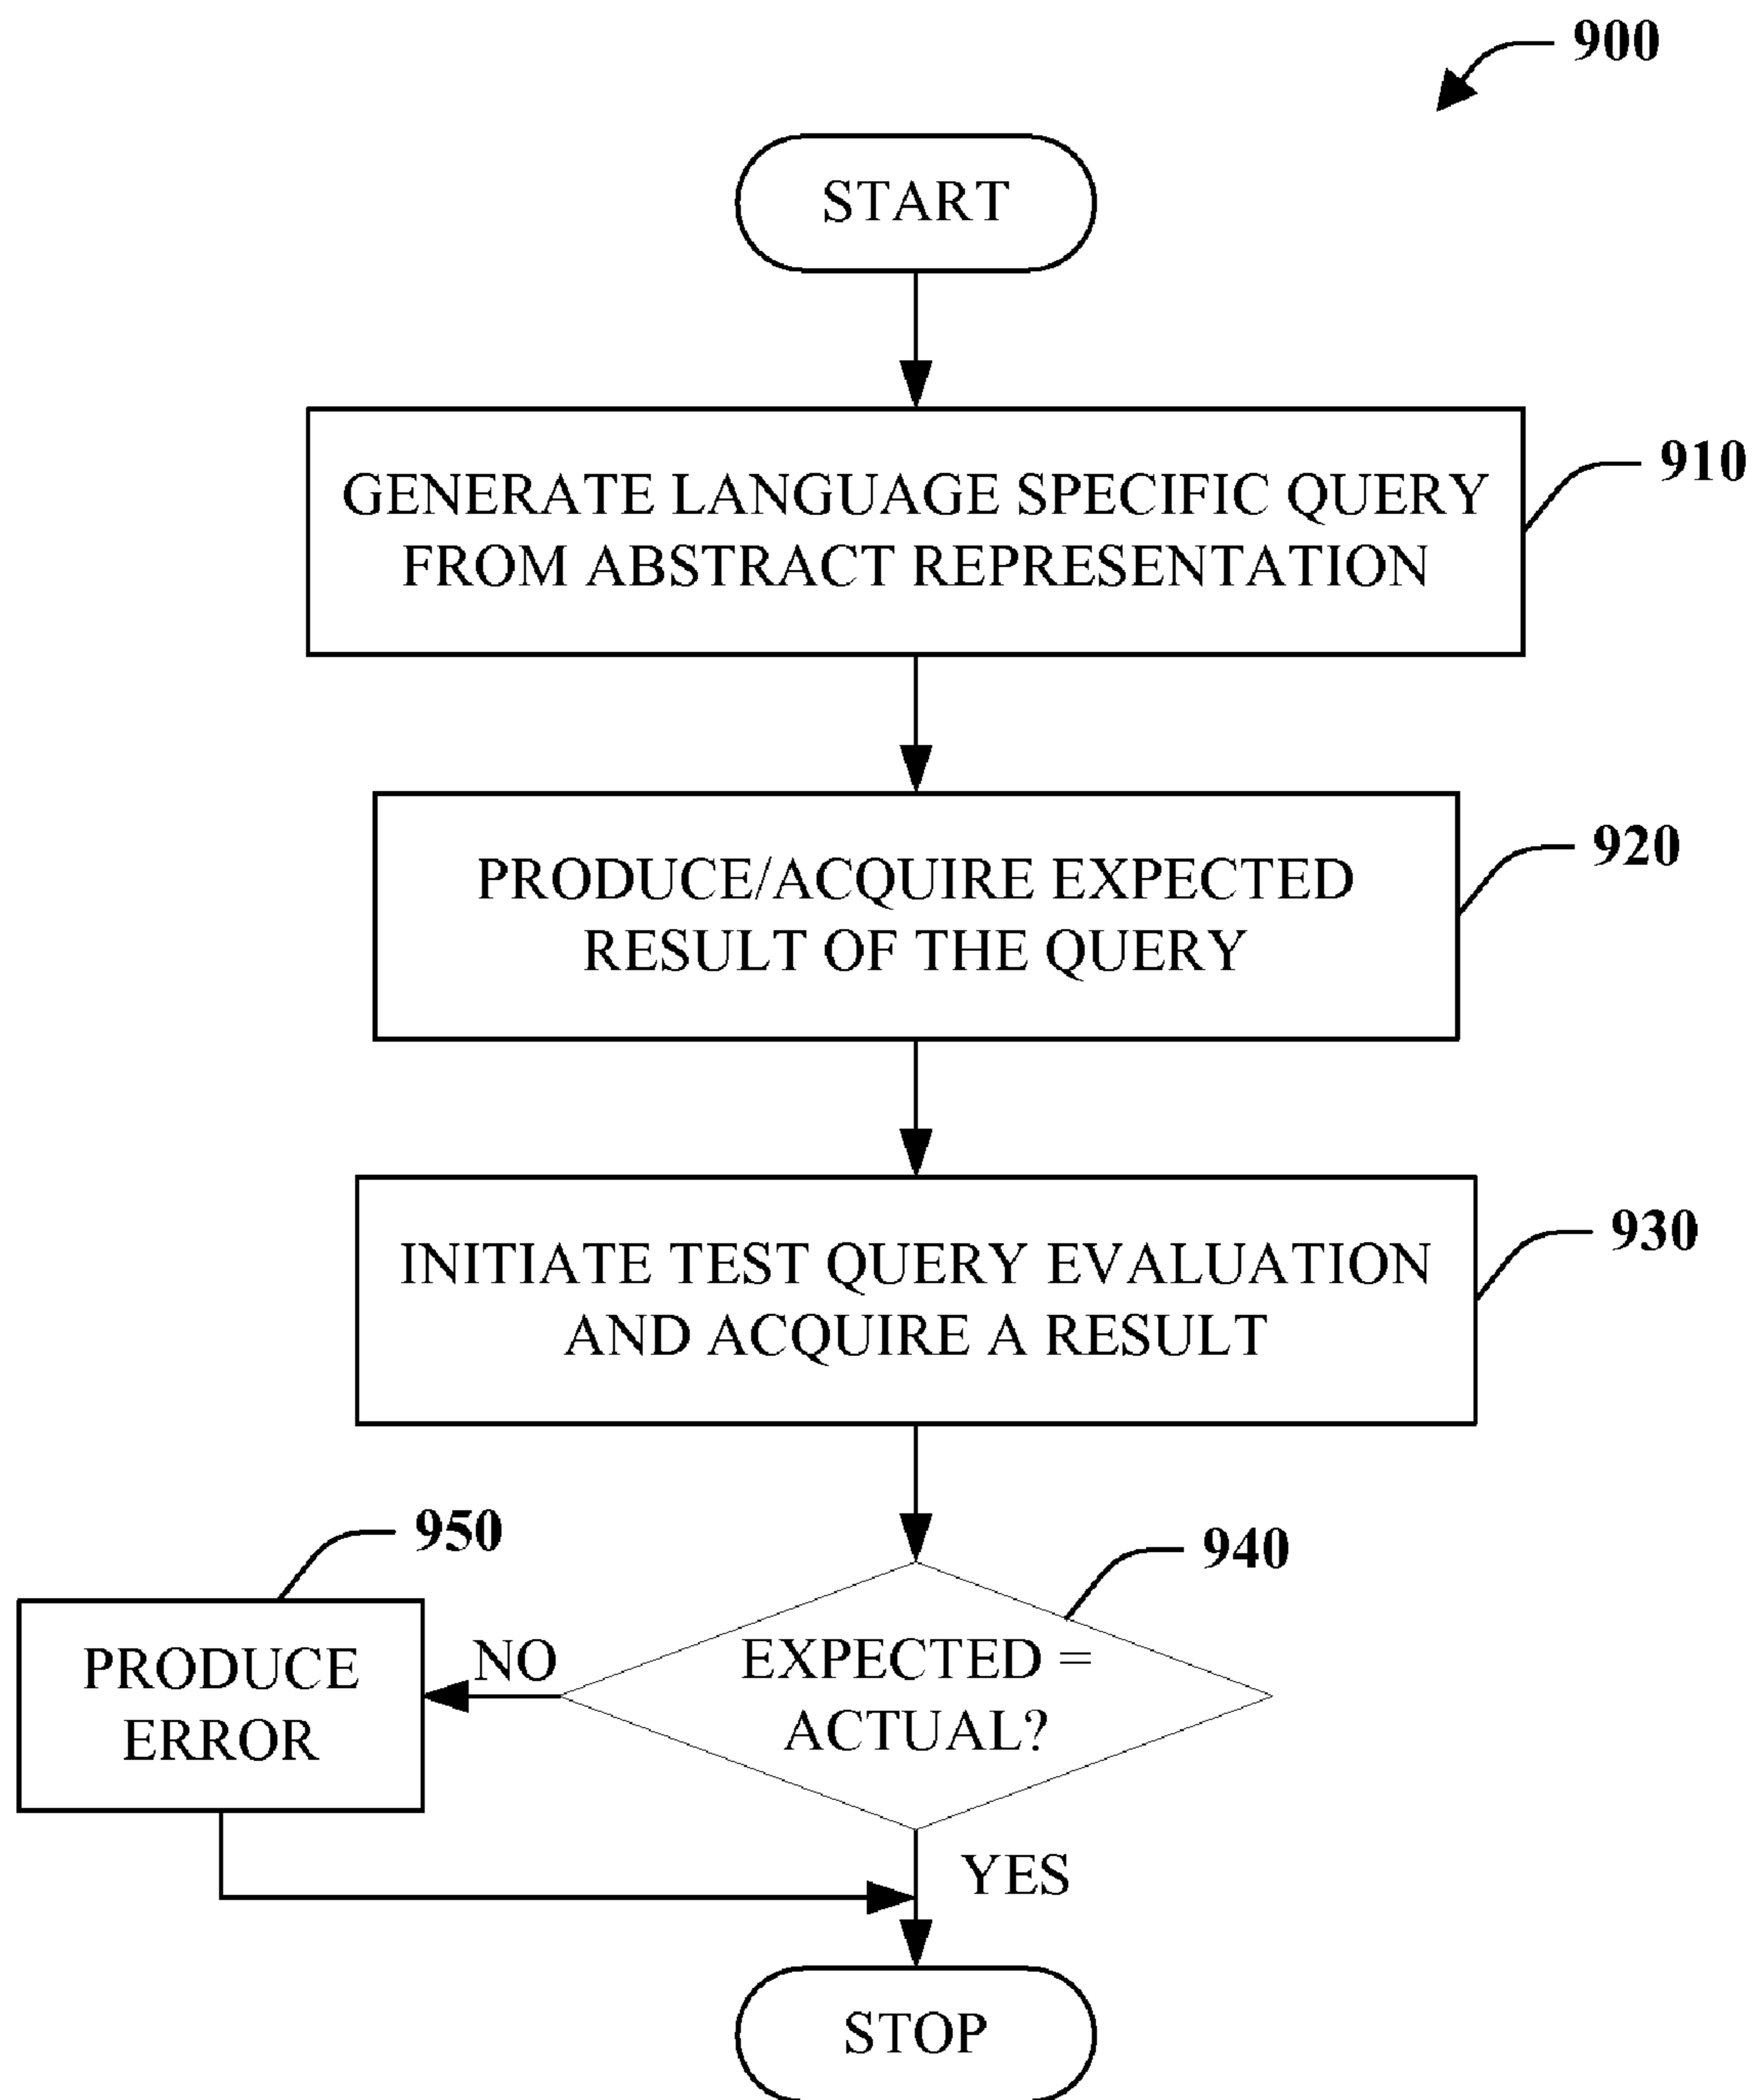 900
START
GENERATE LANGUAGE SPECIFIC QUERY
FROM ABSTRACT REPRESENTATION
910
PRODUCE/ACQUIRE EXPECTED
RESULT OF THE QUERY
920
INITIATE TEST QUERY EVALUATION
AND ACQUIRE A RESULT
930
950
940
PRODUCE
ERROR
NO
EXPECTED =
ACTUAL?
YES
STOP